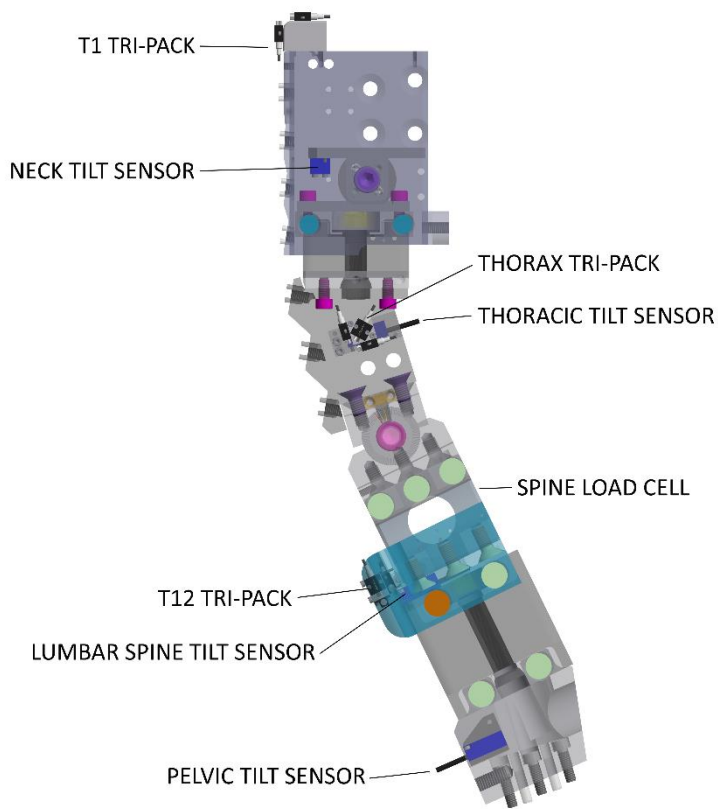 T1 TRI-PACK
NECK TILT SENSOR
THORAX TRI-PACK
THORACIC TILT SENSOR
SPINE LOAD CELL
T12 TRI-PACK
LUMBAR SPINE TILT SENSOR
PELVIC TILT SENSOR